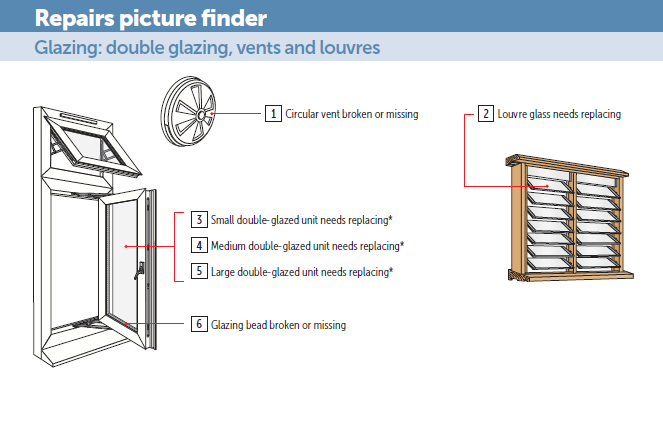 Repairs picture finder
Glazing: double glazing, vents and louvres
1 Circular vent broken or missing
2 Louvre glass needs replacing
3 Small double-glazed unit needs replacing*
4 Medium double-glazed unit needs replacing*
5 Large double-glazed unit needs replacing*
6 Glazing bead broken or missing